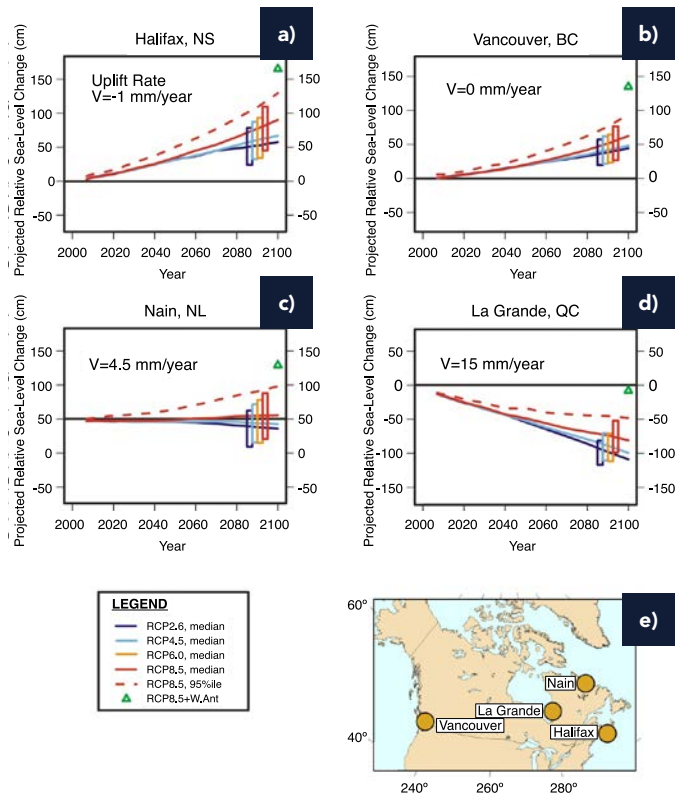 Halifax, NS
a)
Projected Relative Sea-Level Change (cm)
Uplift Rate
V=-1 mm/year
150
100
50
0
-50
150
100
50
0
-50
2000 2020 2040 2060 2080 2100
Year
Vancouver, BC
b)
Projected Relative Sea-Level Change (cm)
V=0 mm/year
150
100
50
0
-50
150
100
50
0
-50
2000 2020 2040 2060 2080 2100
Year
Nain, NL
c)
Projected Relative Sea-Level Change (cm)
V=4.5 mm/year
150
100
50
0
-50
150
100
50
0
-50
2000 2020 2040 2060 2080 2100
Year
La Grande, QC
d)
Projected Relative Sea-Level Change (cm)
V=15 mm/year
50
0
-50
-100
-150
50
0
-50
-100
-150
2000 2020 2040 2060 2080 2100
Year
LEGEND
RCP2.6, median
RCP4.5, median
RCP6.0, median
RCP8.5, median
RCP8.5, 95%ile
RCP8.5+W.Ant
e)
60°
40°
Nain
La Grande
Vancouver
Halifax
240° 260° 280°